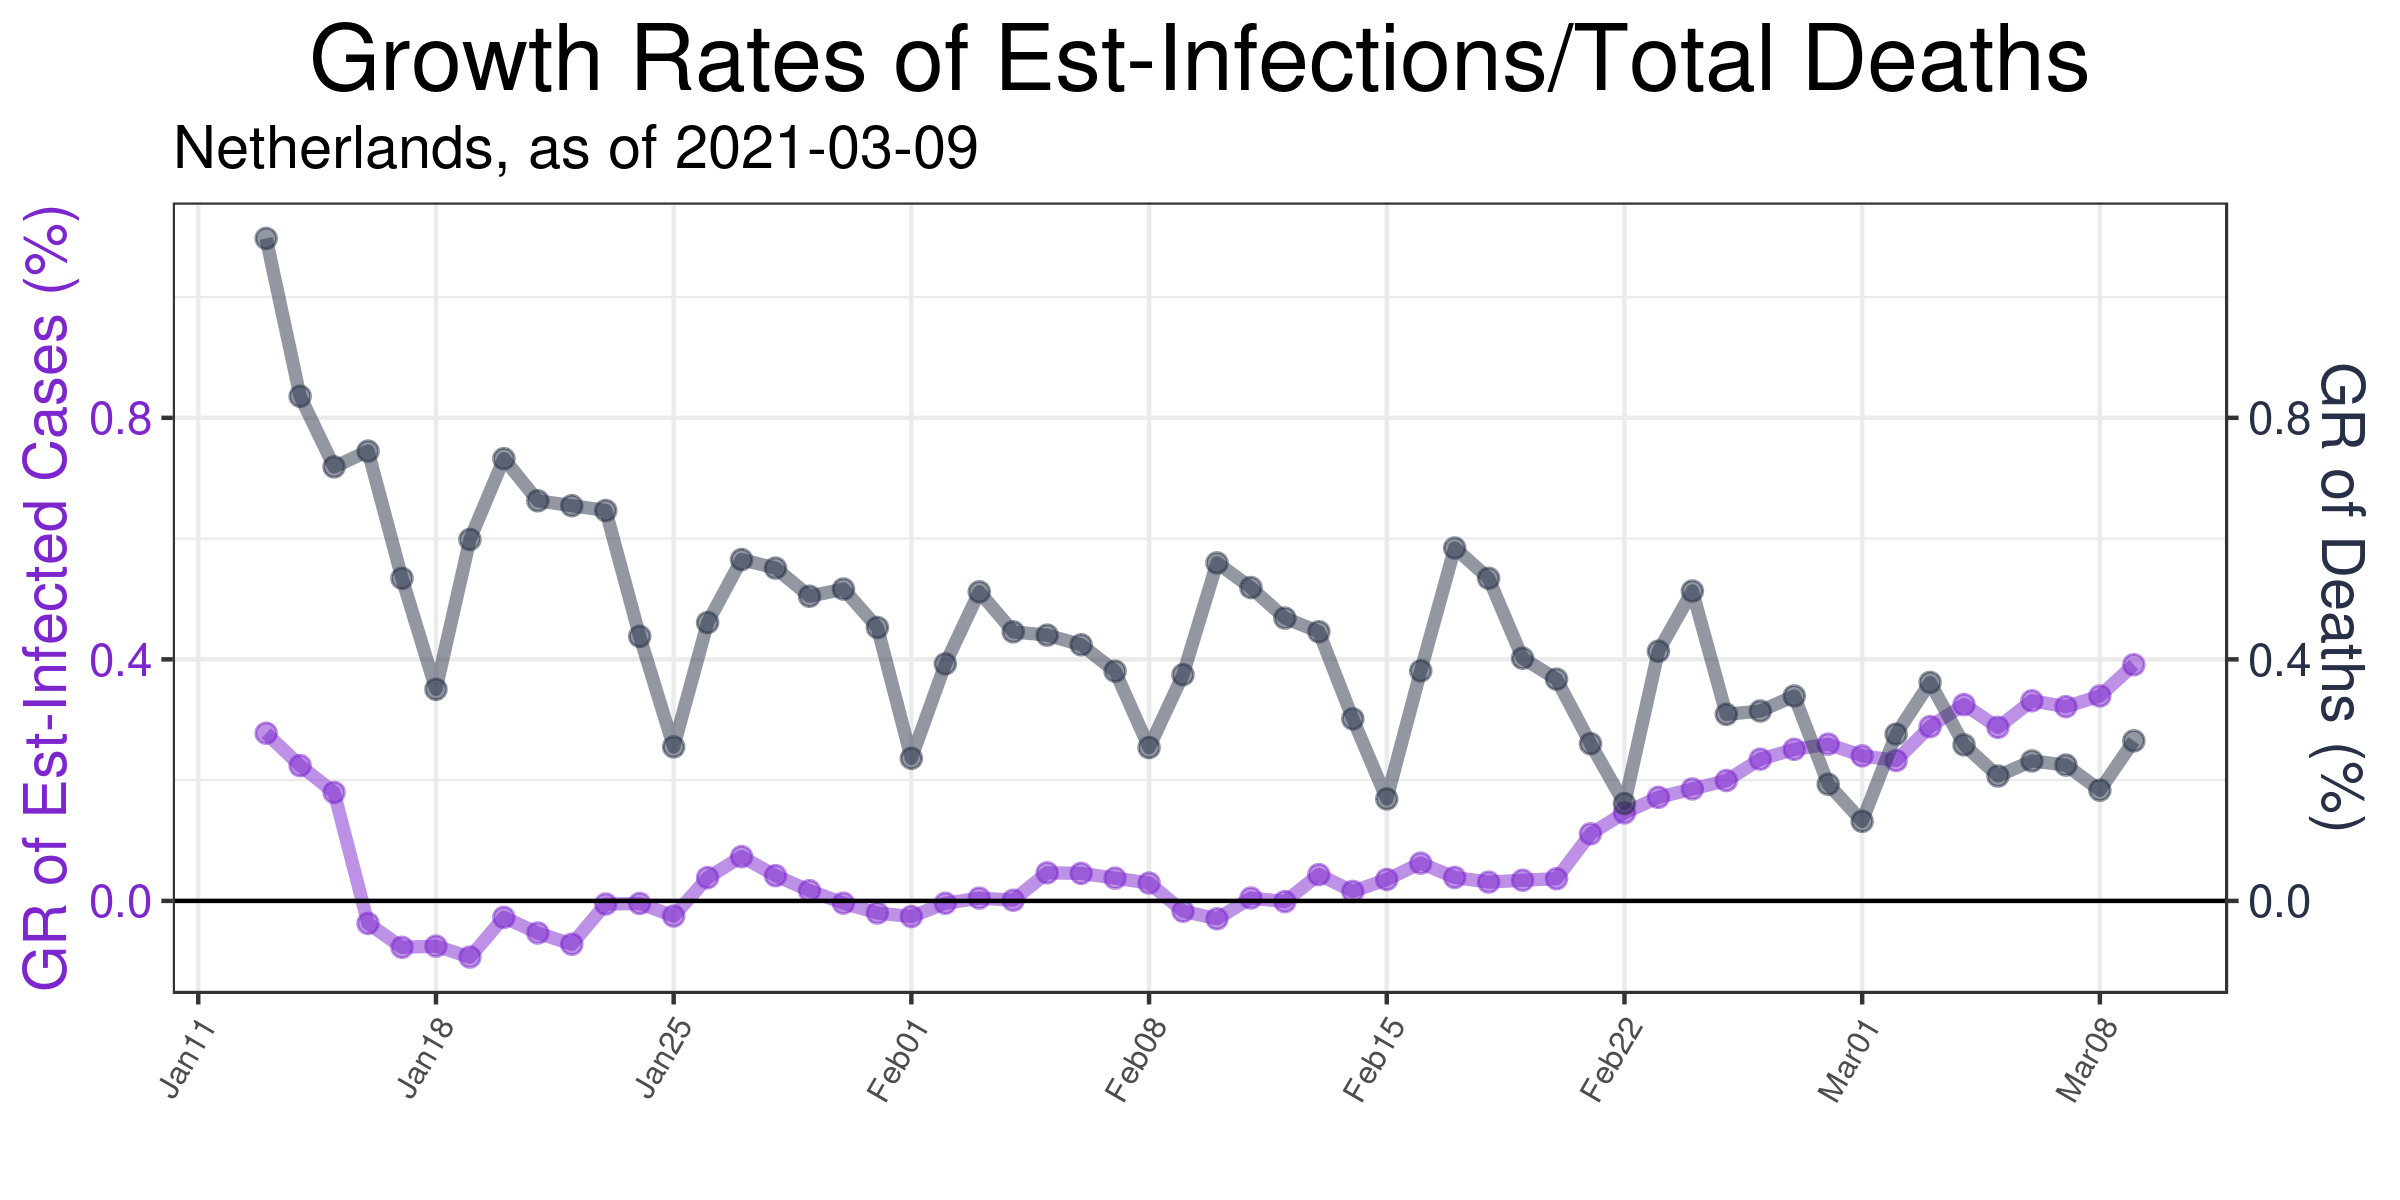 Growth Rates of Est-Infections/Total Deaths
Netherlands, as of 2021-03-09
GR of Est-Infected Cases (%)
0.8
0.4
0.0
GR of Deaths (%)
0.8
0.4
0.0
Jan11
Jan18
Jan25
Feb01
Feb08
Feb15
Feb22
Mar01
Mar08